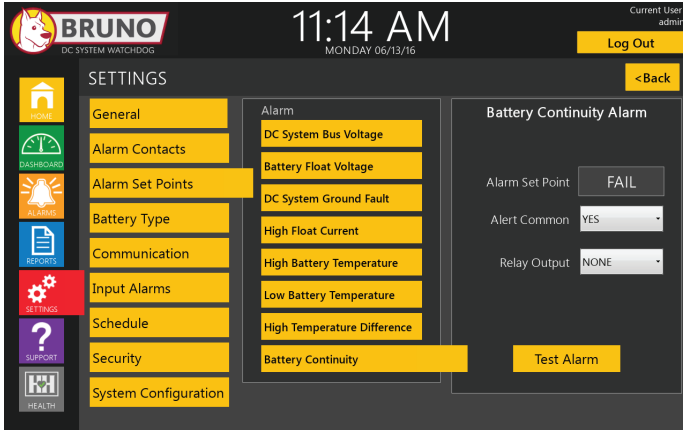 BRUNO
DC SYSTEM WATCHDOG
11:14 AM
MONDAY 06/13/16
Current User
admin
Log Out
SETTINGS
<Back
HOME
DASHBOARD
ALARMS
REPORTS
SETTINGS
?
SUPPORT
HEALTH
General
Alarm Contacts
Alarm Set Points
Battery Type
Communication
Input Alarms
Schedule
Security
System Configuration
Alarm
DC System Bus Voltage
Battery Float Voltage
DC System Ground Fault
High Float Current
High Battery Temperature
Low Battery Temperature
High Temperature Difference
Battery Continuity
Battery Continuity Alarm
Alarm Set Point FAIL
Alert Common YES
Relay Output NONE
Test Alarm